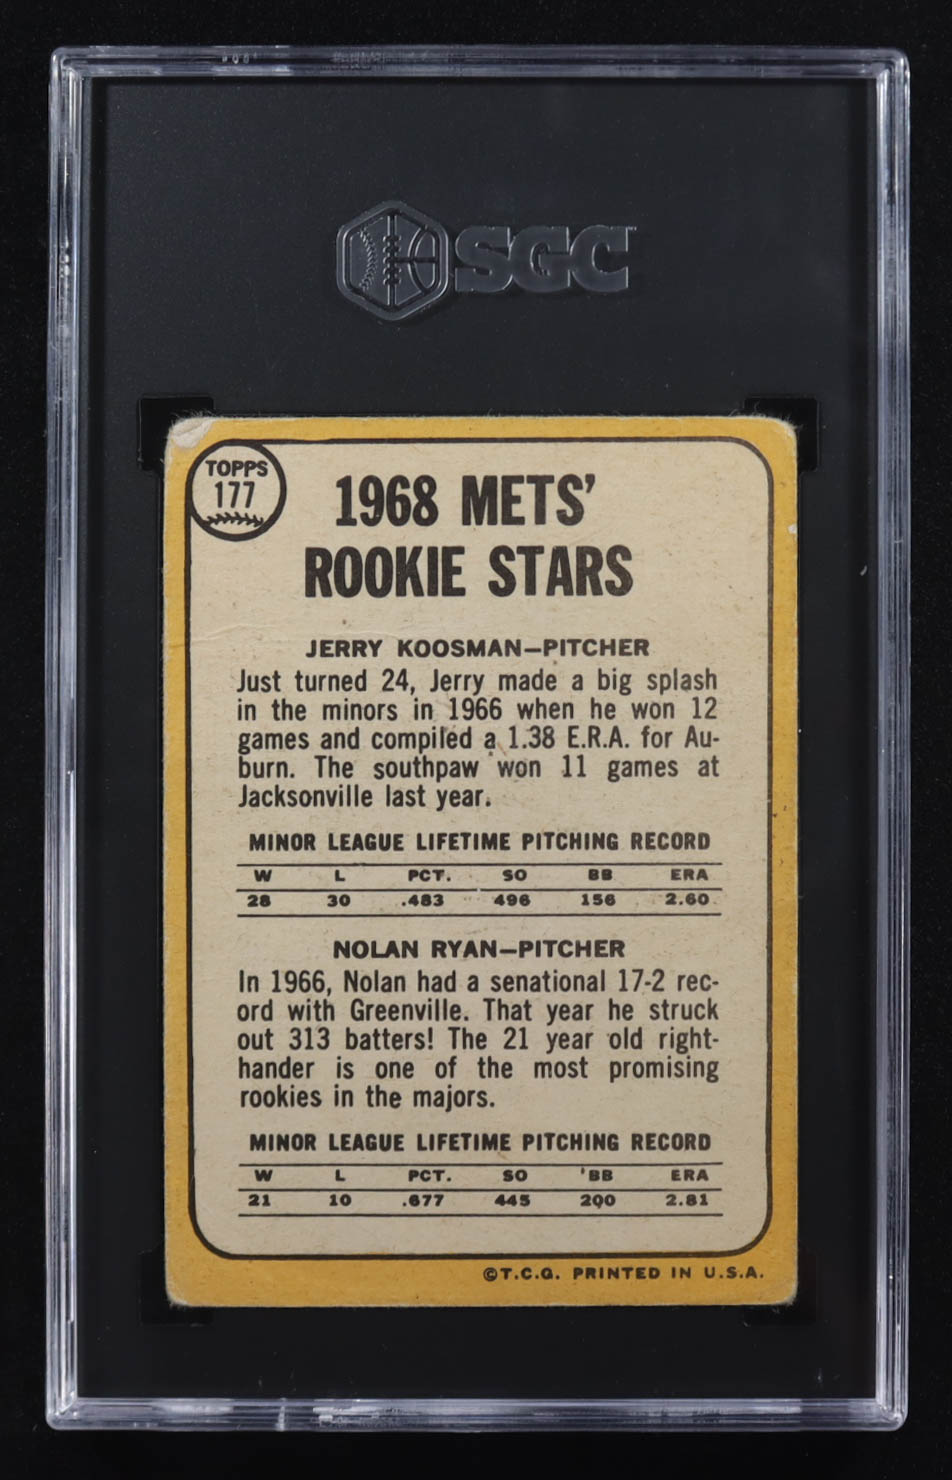 SGC
TOPPS
177
1968 METS'
ROOKIE STARS
JERRY KOOSMAN—PITCHER
Just turned 24, Jerry made a big splash
in the minors in 1966 when he won 12
games and compiled a 1.38 E.R.A. for Au-
burn. The southpaw won 11 games at
Jacksonville last year.
MINOR LEAGUE LIFETIME PITCHING RECORD
W L PCT. SO BB ERA
28 30 .483 496 156 2.60
NOLAN RYAN—PITCHER
In 1966, Nolan had a senational 17-2 rec-
ord with Greenville. That year he struck
out 313 batters! The 21 year old right-
hander is one of the most promising
rookies in the majors.
MINOR LEAGUE LIFETIME PITCHING RECORD
W L PCT. SO BB ERA
21 10 .677 445 200 2.81
©T.C.G. PRINTED IN U.S.A.